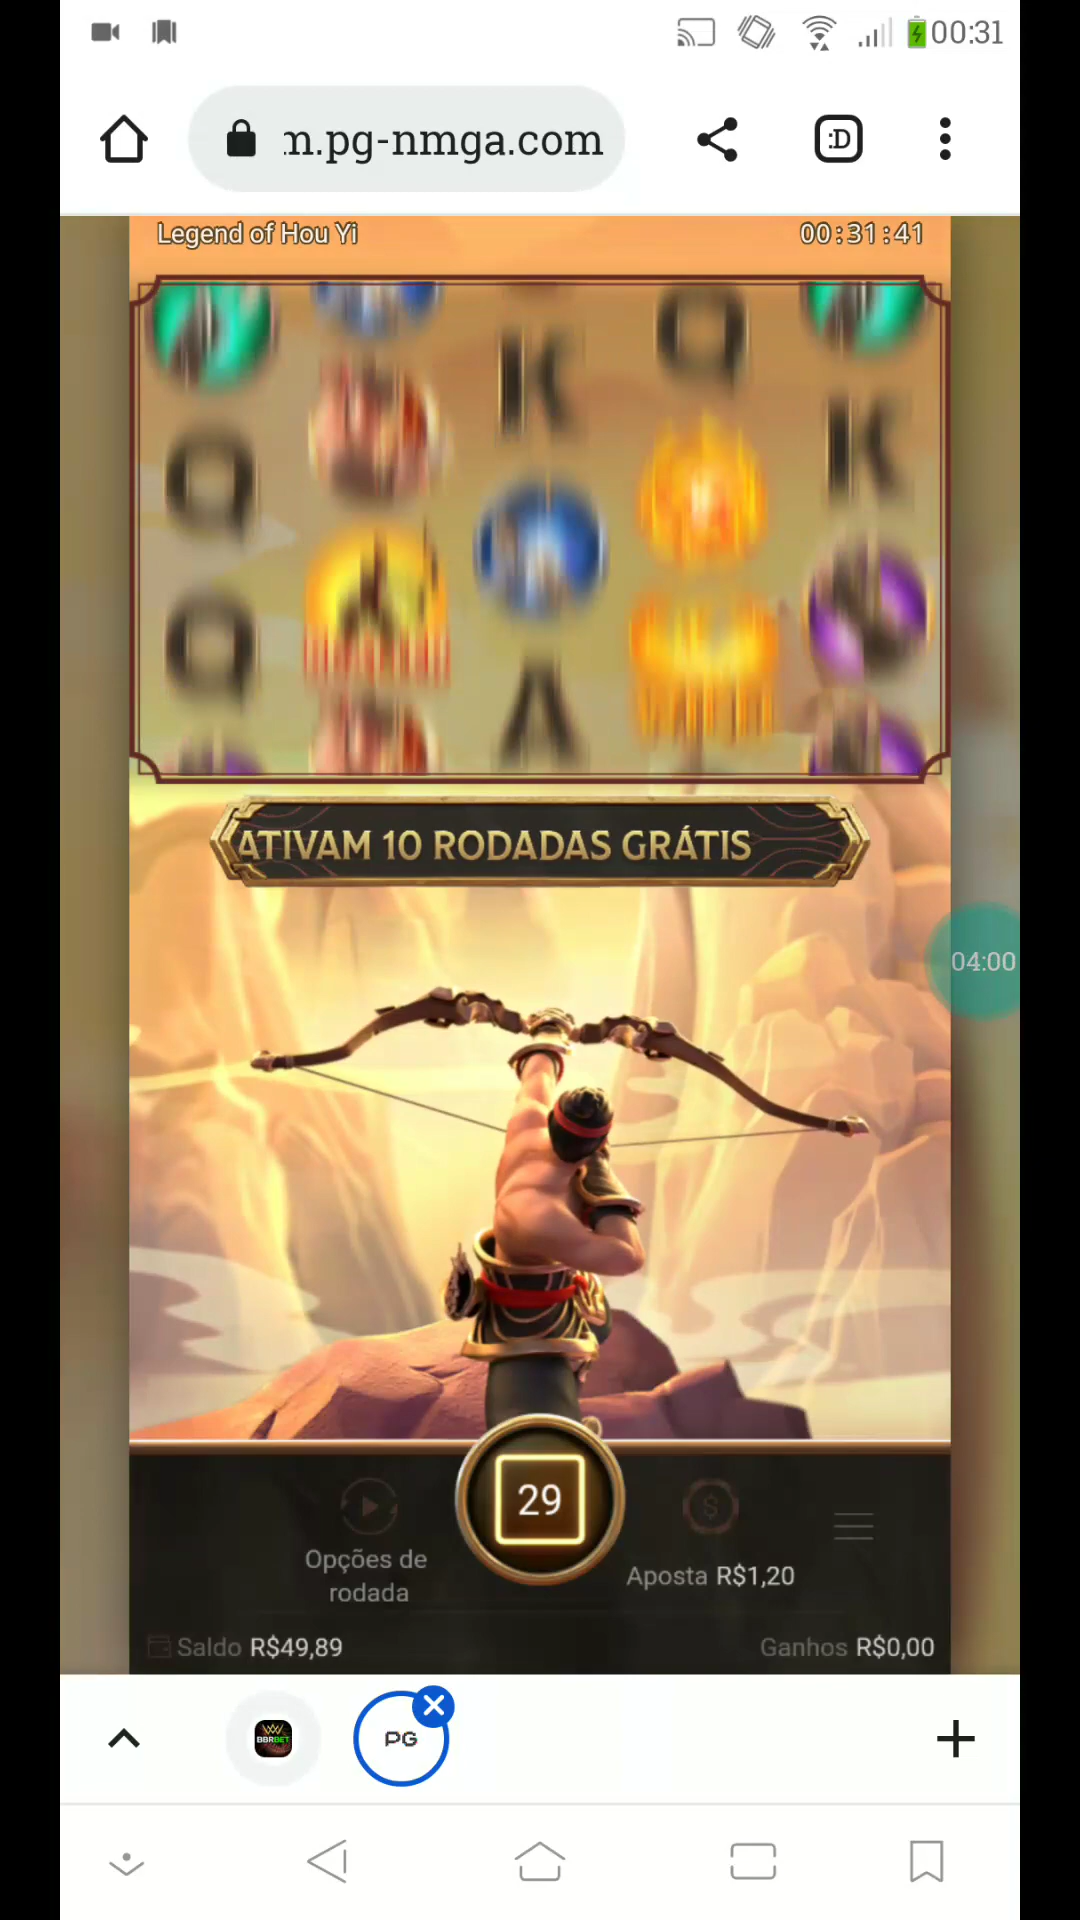 00:31
m.pg-nmga.com
:D
Legend of Hou Yi
00:31:41
Q
K
Q
K
Q
A
ATIVAM 10 RODADAS GRÁTIS
04:00
29
Opções de
rodada
$
Aposta R$1,20
Saldo R$49,89
Ganhos R$0,00
BBRBET
PG